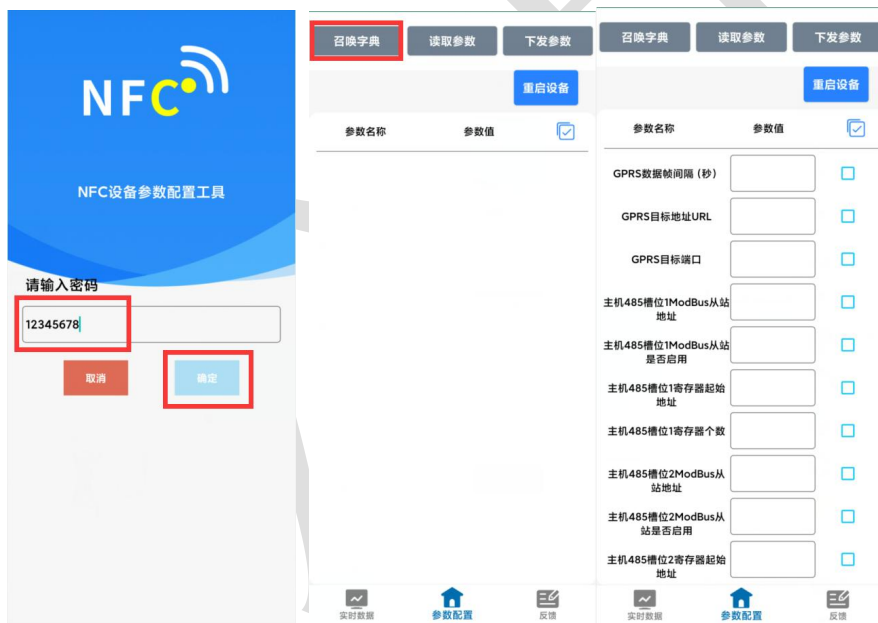 NFC
NFC设备参数配置工具
请输入密码
12345678
取消
确定
召唤字典
读取参数
下发参数
重启设备
参数名称
参数值
实时数据
参数配置
反馈
召唤字典
读取参数
下发参数
重启设备
参数名称
参数值
GPRS数据帧间隔（秒）
GPRS目标地址URL
GPRS目标端口
主机485槽位1ModBus从站
地址
主机485槽位1ModBus从站
是否启用
主机485槽位1寄存器起始
地址
主机485槽位1寄存器个数
主机485槽位2ModBus从
站地址
主机485槽位2ModBus从
站是否启用
主机485槽位2寄存器起始
地址
实时数据
参数配置
反馈